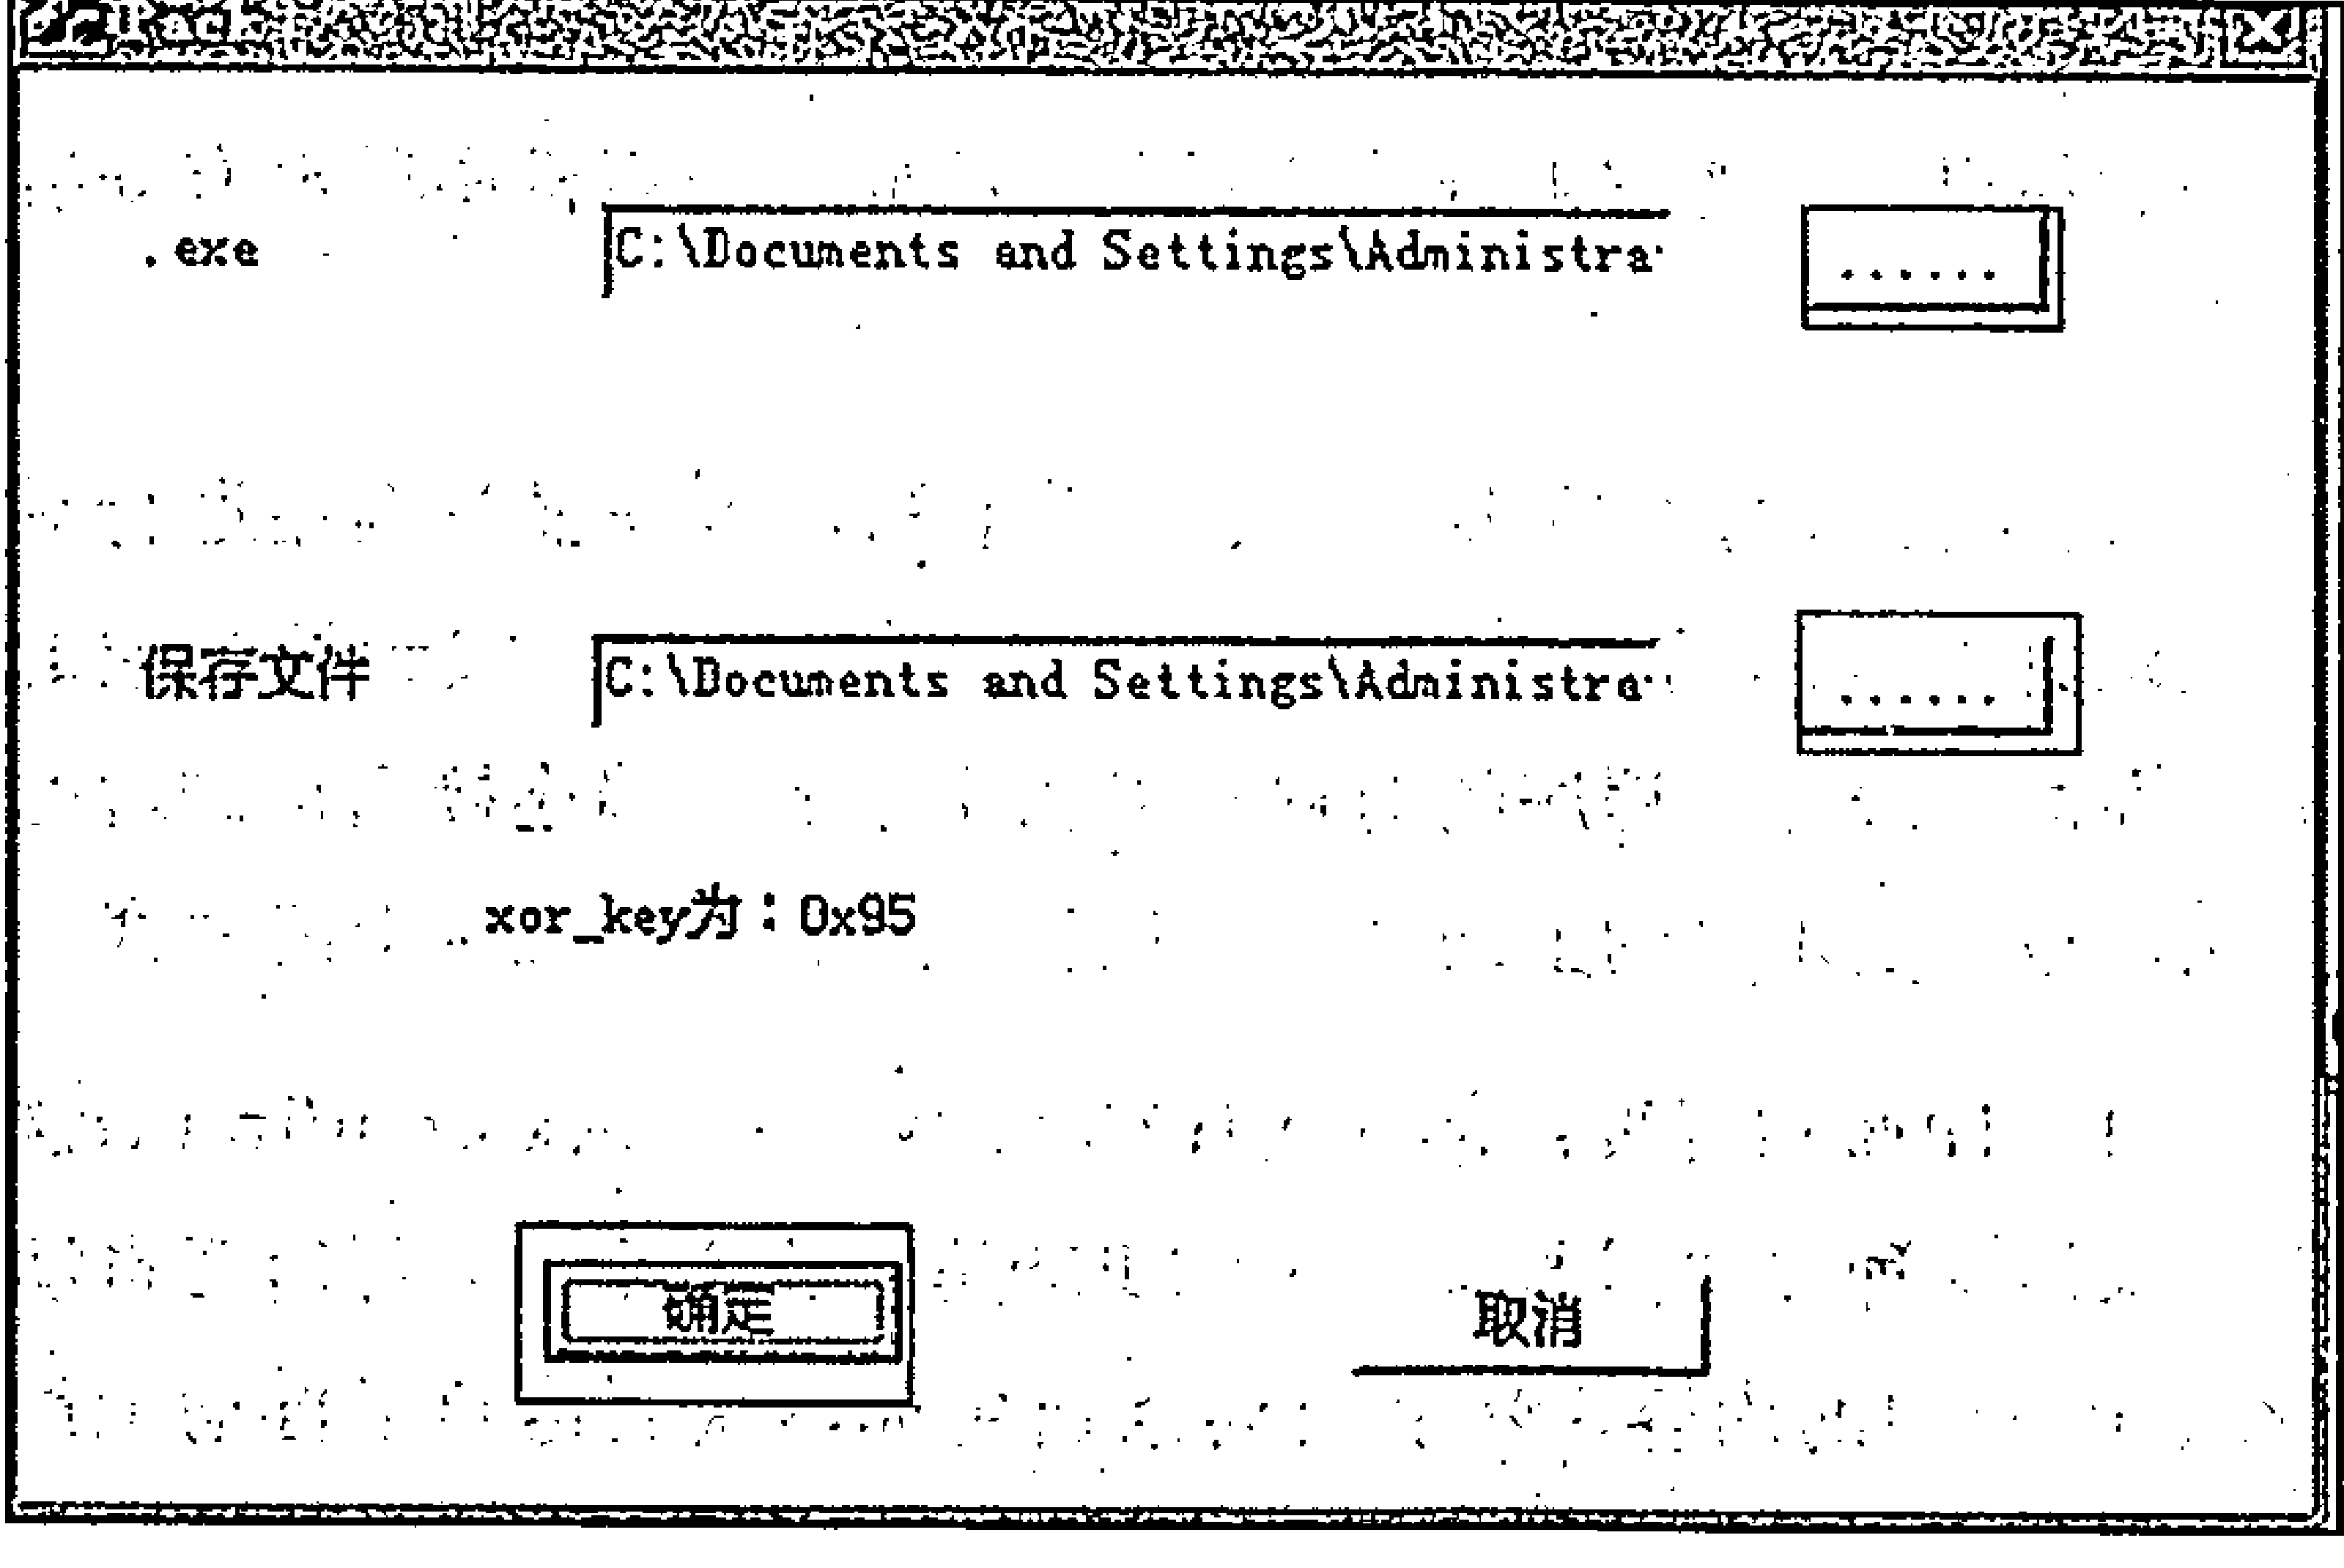 Pack
.exe C:\Documents and Settings\Administra
......
保存文件 C:\Documents and Settings\Administra
......
xor_key为：0x95
确定 取消